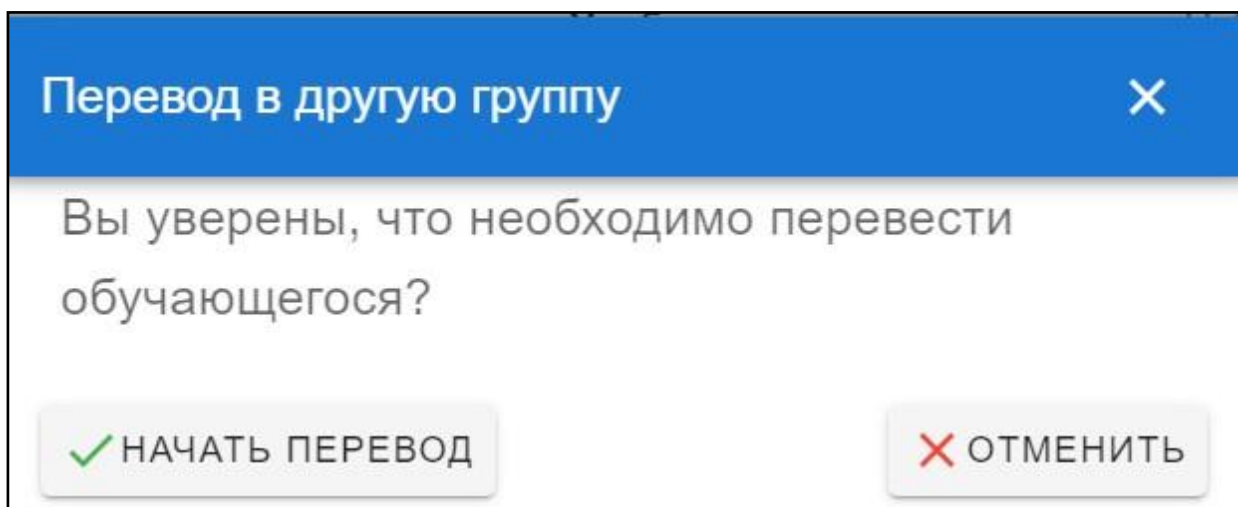 Перевод в другую группу
Вы уверены, что необходимо перевести
обучающегося?
НАЧАТЬ ПЕРЕВОД
ОТМЕНИТЬ